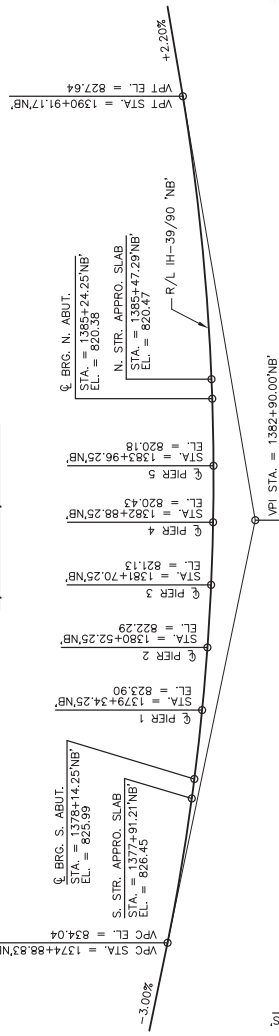 -3.00%
VPC STA. = 1374+88.83'NB'
VPC EL. = 834.04
S. STR. APPRO. SLAB
STA. = 1377+91.21'NB'
EL. = 826.45
℄ BRG. S. ABUT.
STA. = 1378+14.25'NB'
EL. = 825.99
℄ PIER 1
STA. = 1379+34.25'NB'
EL. = 823.90
℄ PIER 2
STA. = 1380+52.25'NB'
EL. = 822.29
℄ PIER 3
STA. = 1381+70.25'NB'
EL. = 821.13
℄ PIER 4
STA. = 1382+88.25'NB'
EL. = 820.43
℄ PIER 5
STA. = 1383+96.25'NB'
EL. = 820.18
℄ BRG. N. ABUT.
STA. = 1385+24.25'NB'
EL. = 820.38
N. STR. APPRO. SLAB
STA. = 1385+47.29'NB'
EL. = 820.47
R/L IH-39/90 'NB'
VPT STA. = 1390+91.17'NB'
VPT EL. = 827.64
+2.20%
VPI STA. = 1382+90.00'NB'